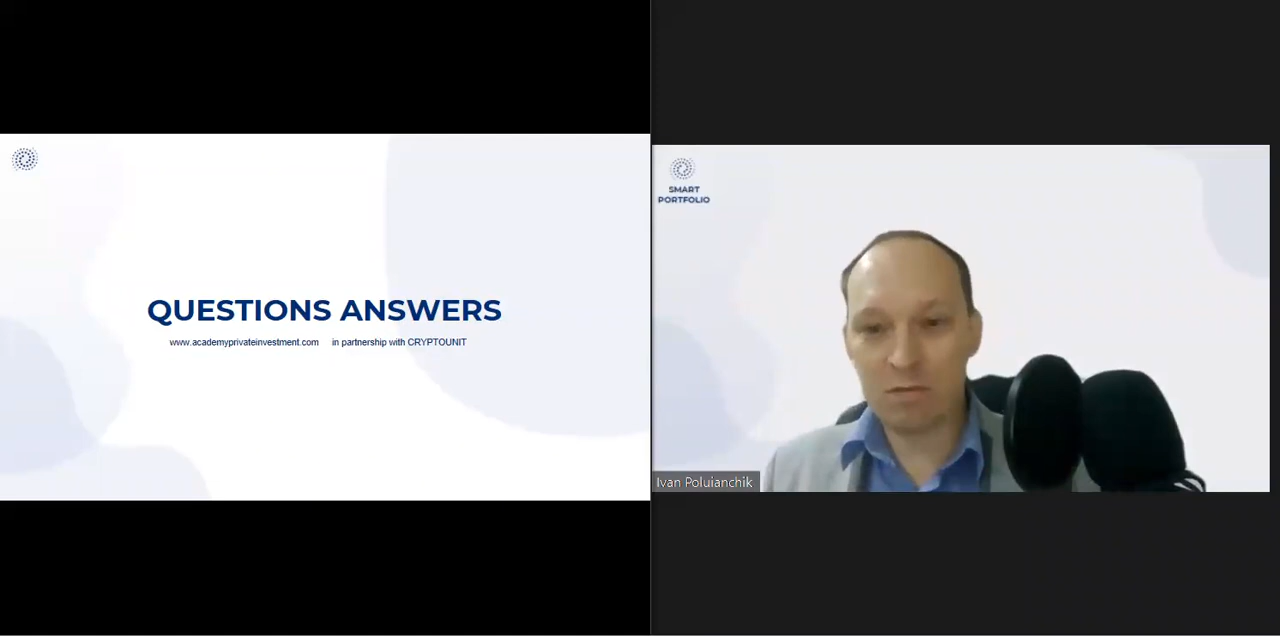 QUESTIONS ANSWERS
www.academyprivateinvestment.com in partnership with CRYPTOUNIT
SMART
PORTFOLIO
Ivan Poluianchik